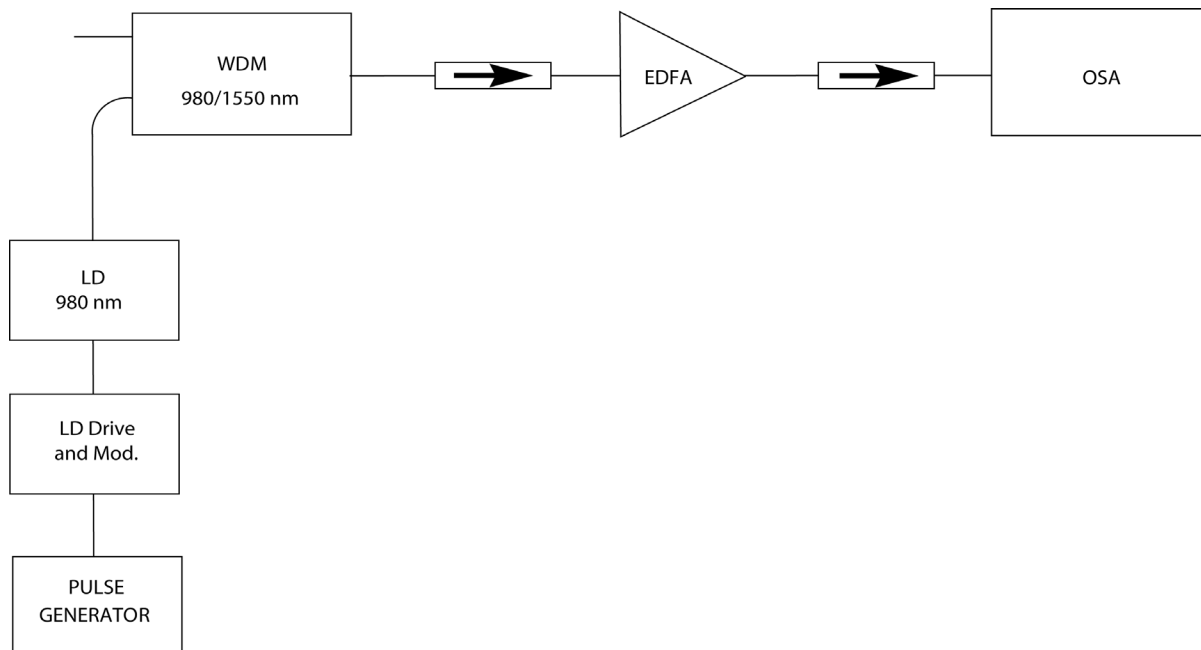 WDM
980/1550 nm
EDFA
OSA
LD
980 nm
LD Drive
and Mod.
PULSE
GENERATOR